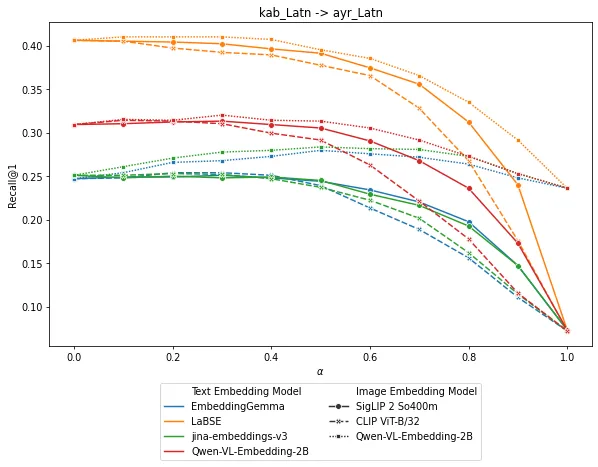 kab_Latn -> ayr_Latn
Recall@1
0.40
0.35
0.30
0.25
0.20
0.15
0.10
0.0 0.2 0.4 0.6 0.8 1.0
α
Text Embedding Model Image Embedding Model
EmbeddingGemma SigLIP 2 So400m
LaBSE CLIP ViT-B/32
jina-embeddings-v3 Qwen-VL-Embedding-2B
Qwen-VL-Embedding-2B